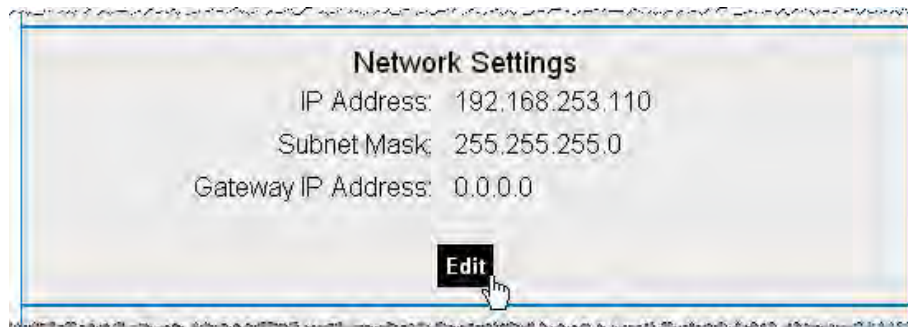 Network Settings
IP Address: 192.168.253.110
Subnet Mask: 255.255.255.0
Gateway IP Address: 0.0.0.0
Edit